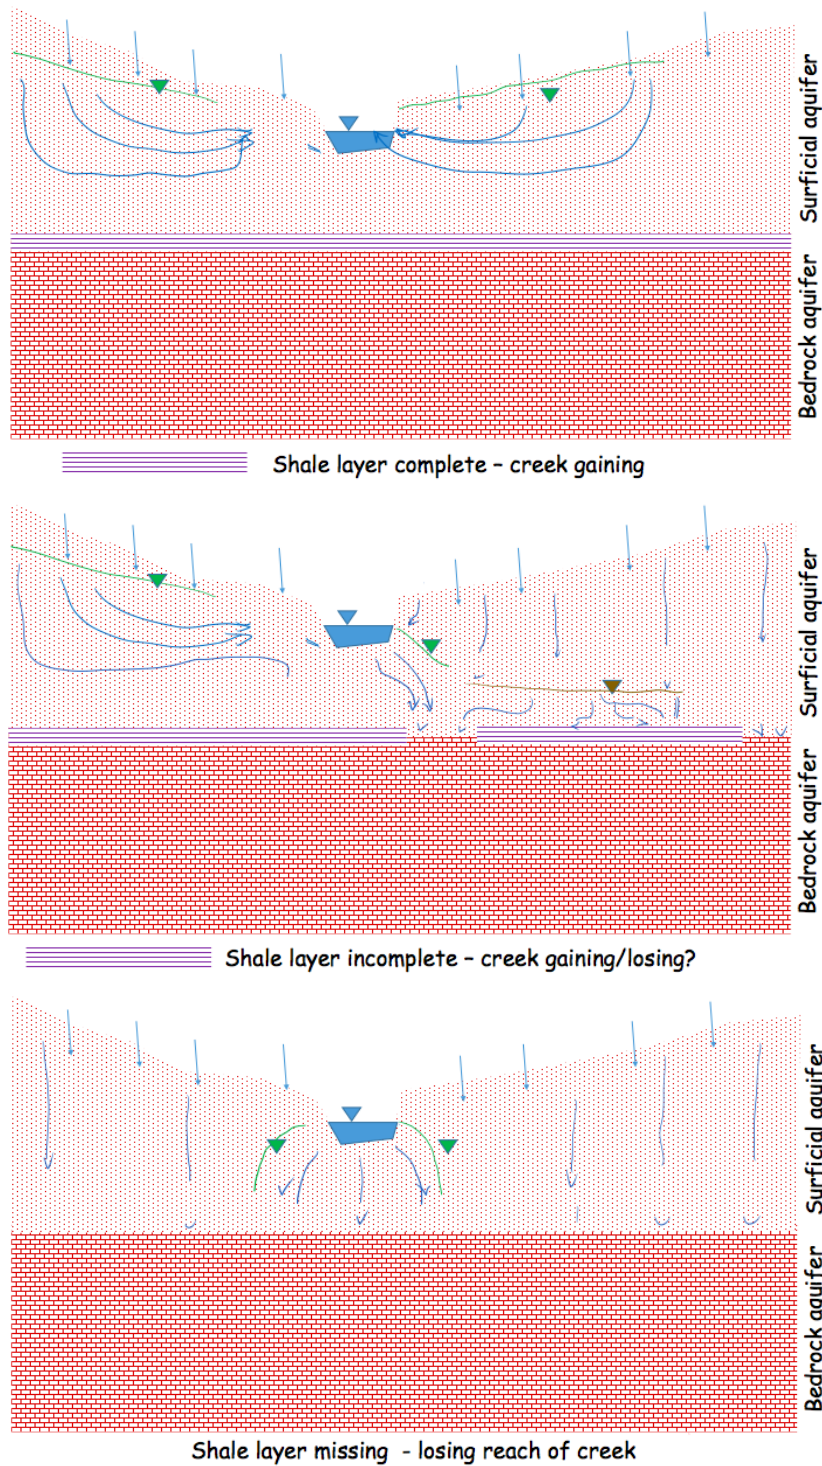 Surficial aquifer
Bedrock aquifer
Shale layer complete – creek gaining
Surficial aquifer
Bedrock aquifer
Shale layer incomplete – creek gaining/losing?
Surficial aquifer
Bedrock aquifer
Shale layer missing - losing reach of creek